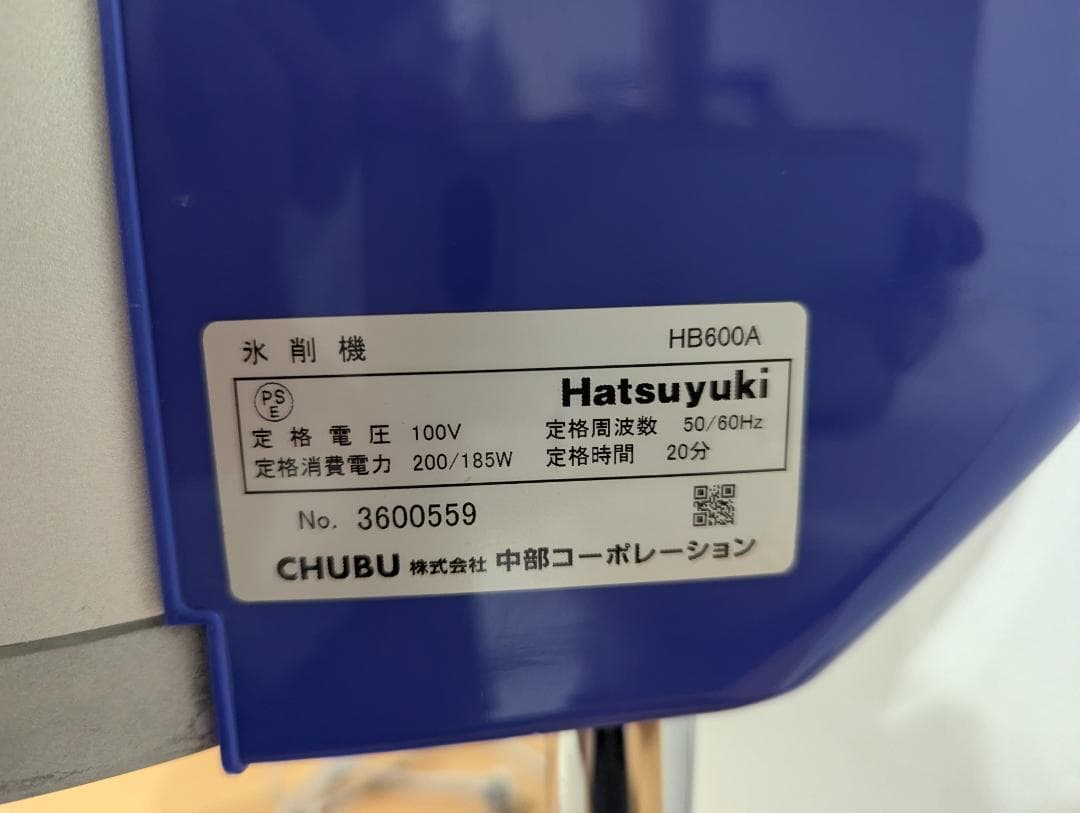 氷削機 HB600A
PS E Hatsuyuki
定格電圧 100V 定格周波数 50/60Hz
定格消費電力 200/185W 定格時間 20分
No. 3600559
CHUBU 株式会社 中部コーポレーション